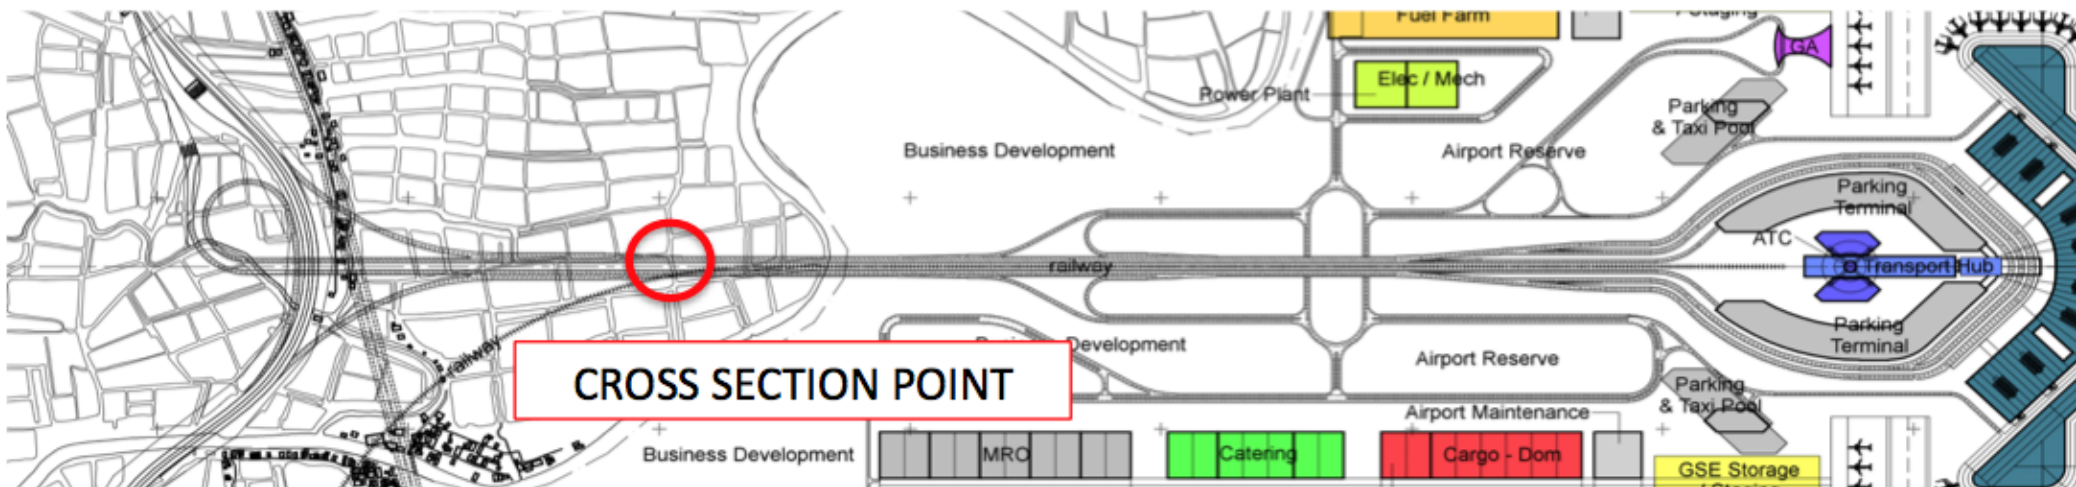 Fuel Farm
/ Staging
GA
Elec / Mech
Power Plant
Parking
& Taxi Pool
Business Development
Airport Reserve
Parking
Terminal
ATC
railway
Transport Hub
railway
Development
Parking
Terminal
Airport Reserve
CROSS SECTION POINT
Parking
& Taxi Pool
Airport Maintenance
Business Development
MRO
Catering
Cargo - Dom
GSE Storage
/ Staging